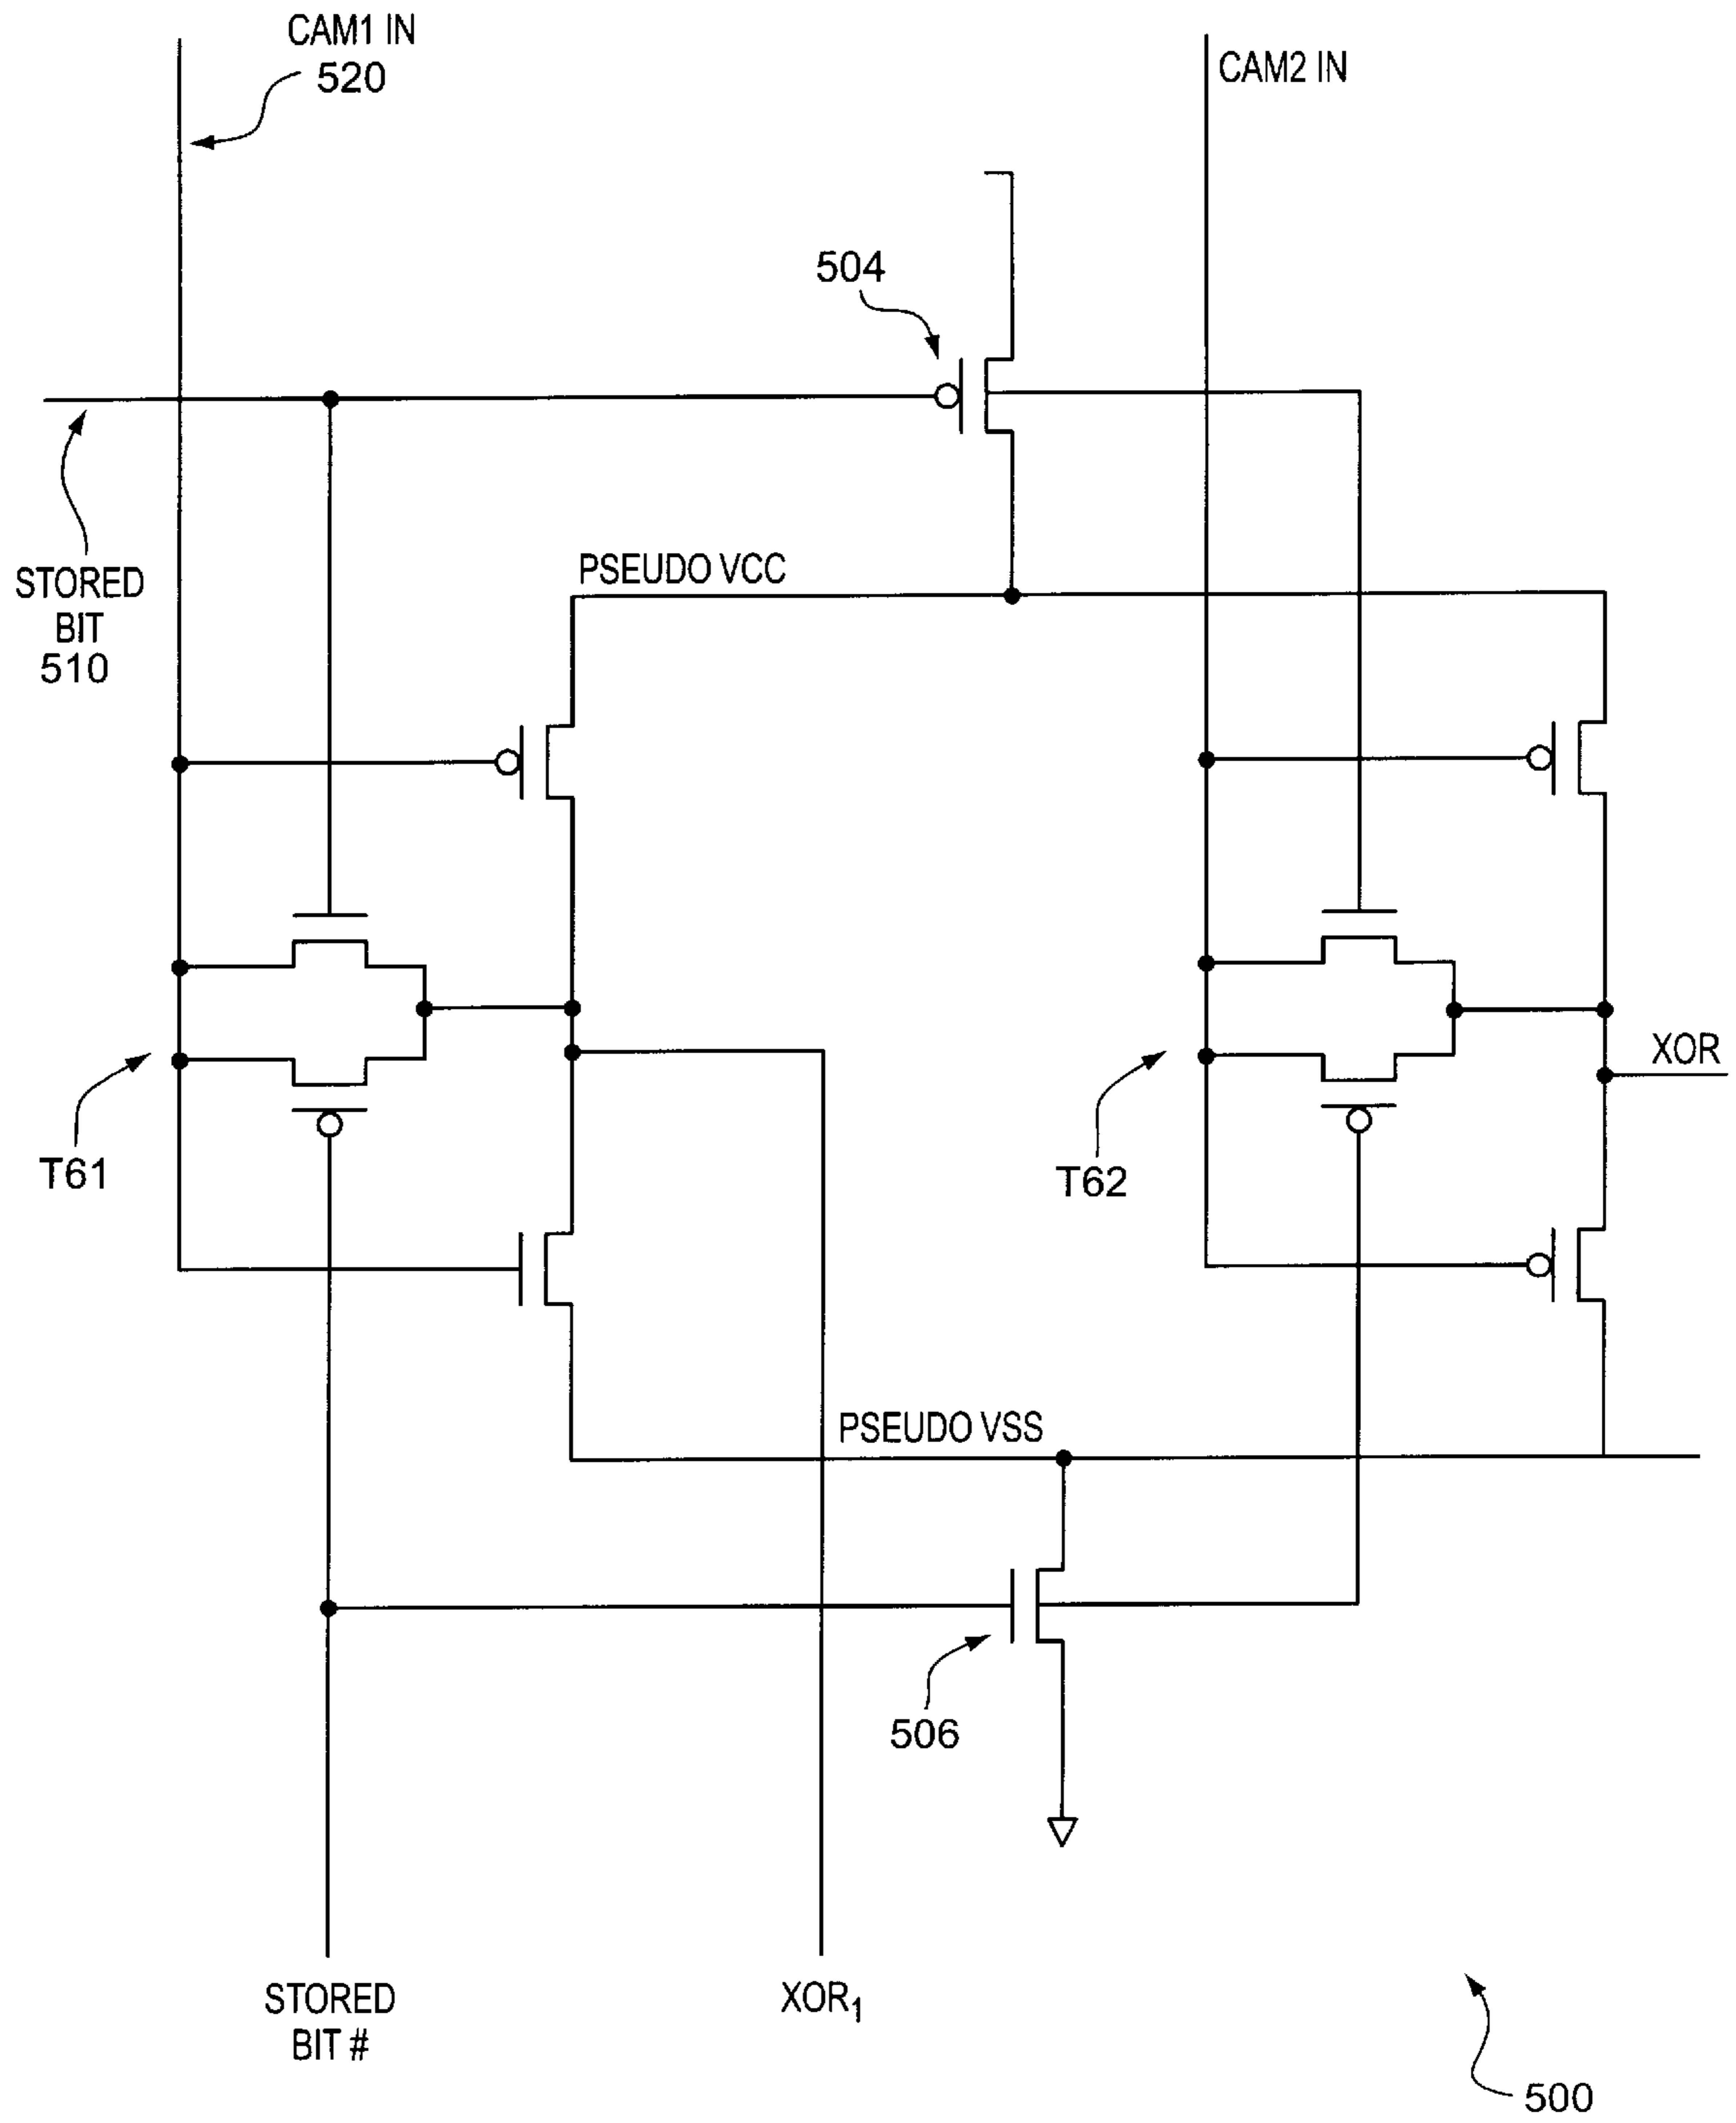 CAM1 IN
520
CAM2 IN
504
STORED
BIT
510
PSEUDO VCC
XOR
T61
T62
PSEUDO VSS
506
STORED
BIT #
XOR1
500